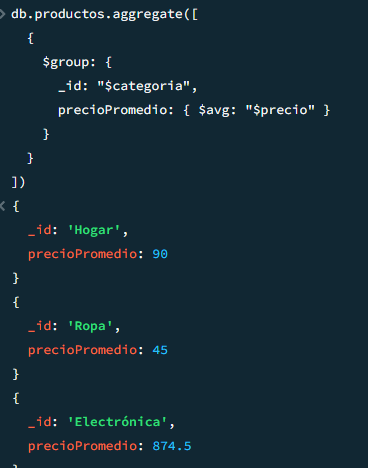 > db.productos.aggregate([
{
$group: {
_id: "$categoria",
precioPromedio: { $avg: "$precio" }
}
}
])
< {
_id: 'Hogar',
precioPromedio: 90
}
{
_id: 'Ropa',
precioPromedio: 45
}
{
_id: 'Electrónica',
precioPromedio: 874.5
}